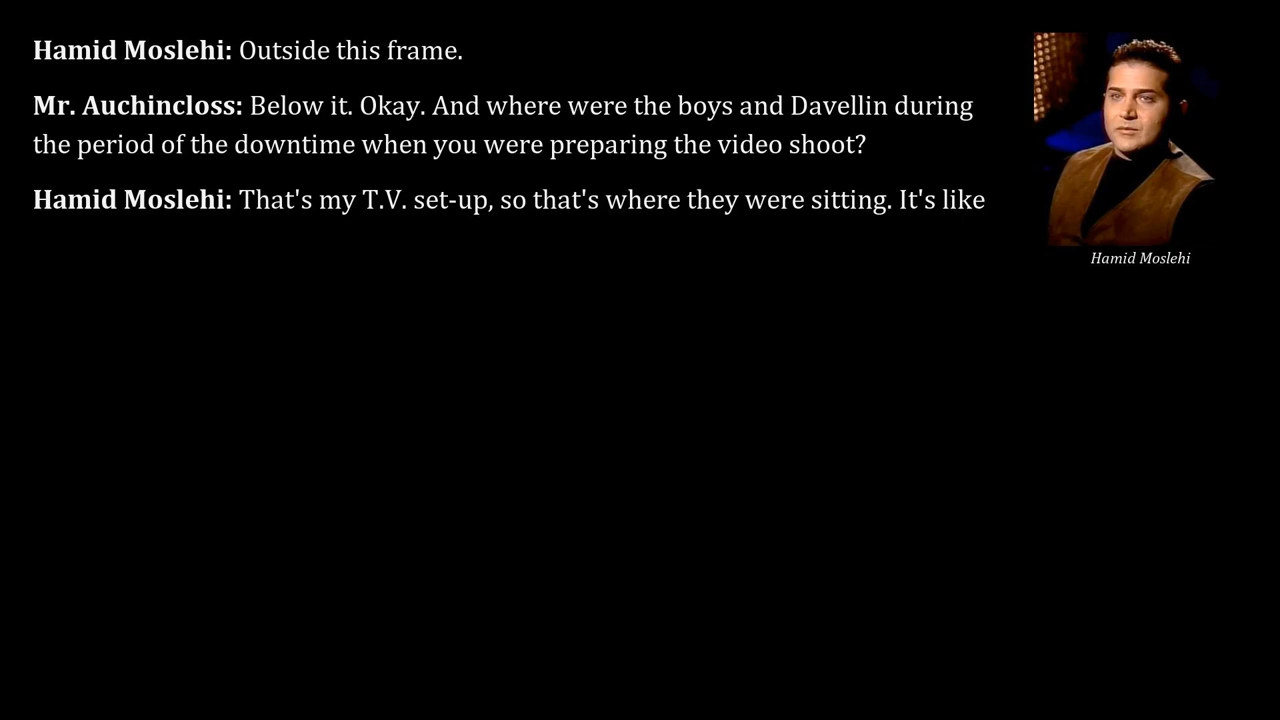 Hamid Moslehi: Outside this frame.
Mr. Auchincloss: Below it. Okay. And where were the boys and Davellin during
the period of the downtime when you were preparing the video shoot?
Hamid Moslehi: That's my T.V. set-up, so that's where they were sitting. It's like
Hamid Moslehi